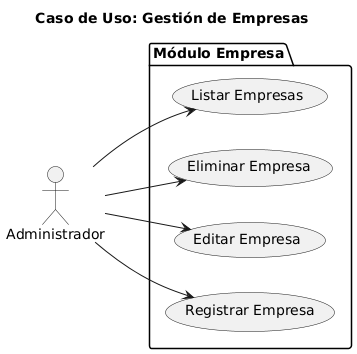 Caso de Uso: Gestión de Empresas
Módulo Empresa
Listar Empresas
Eliminar Empresa
Administrador
Editar Empresa
Registrar Empresa